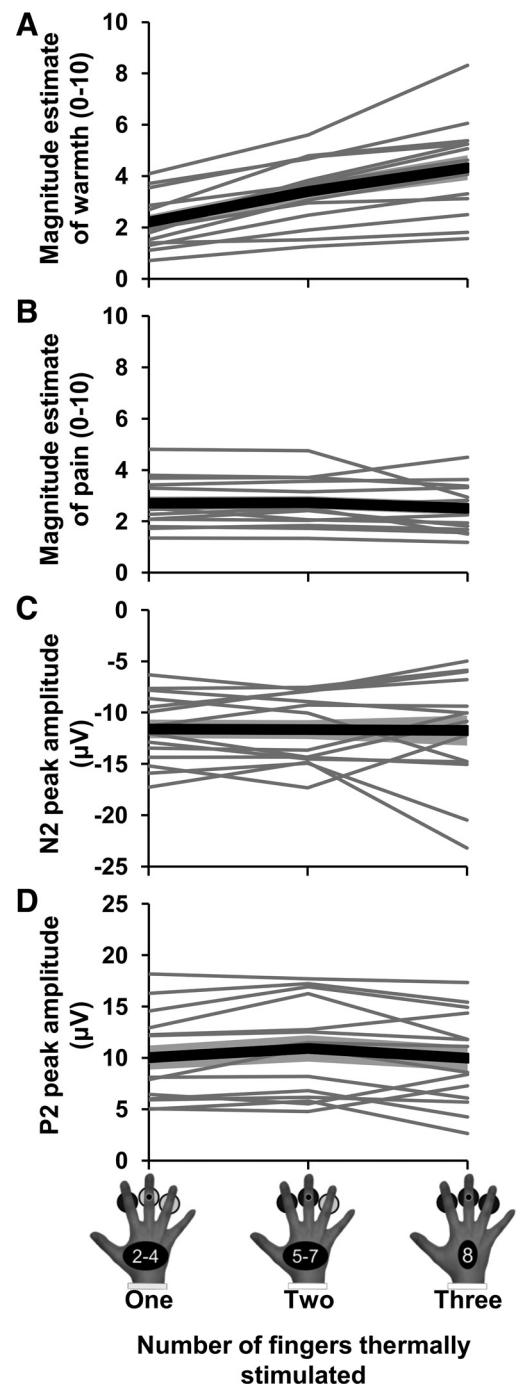 A
Magnitude estimate
of warmth (0-10)
10
8
6
4
2
0
B
Magnitude estimate
of pain (0-10)
10
8
6
4
2
0
C
N2 peak amplitude
(µV)
0
-5
-10
-15
-20
-25
D
P2 peak amplitude
(µV)
25
20
15
10
5
0
2-4
5-7
8
One
Two
Three
Number of fingers thermally
stimulated